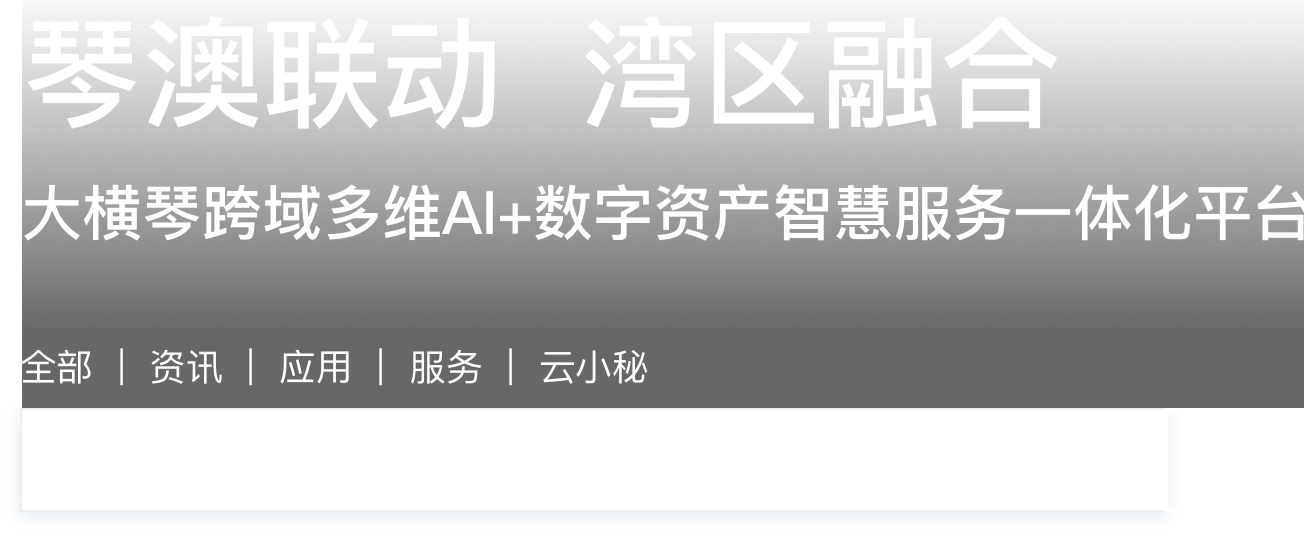 琴澳联动 湾区融合
大横琴跨域多维AI+数字资产智慧服务一体化平台
全部 | 资讯 | 应用 | 服务 | 云小秘